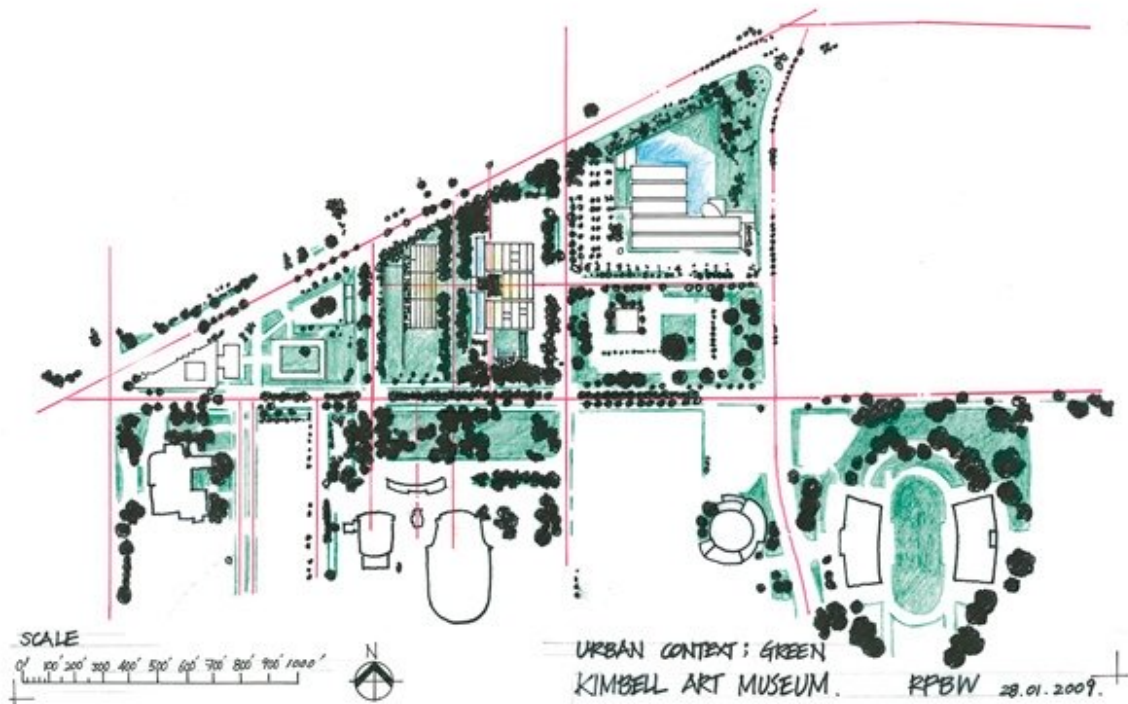 SCALE
0' 100' 200' 300 400' 500' 600' 700' 800' 900' 1000'
N
URBAN CONTEXT; GREEN
KIMBELL ART MUSEUM. RPBW 28.01.2009.